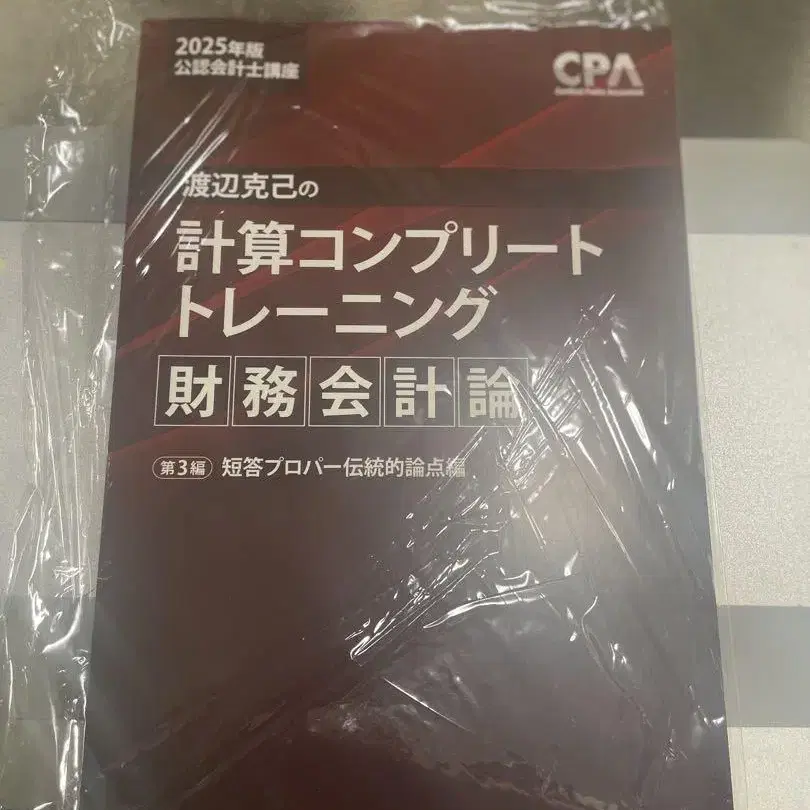 2025年版
公認会計士講座
CPA
渡辺克己の
計算コンプリート
トレーニング
財務会計論
第3編 短答プロパー伝統的論点編